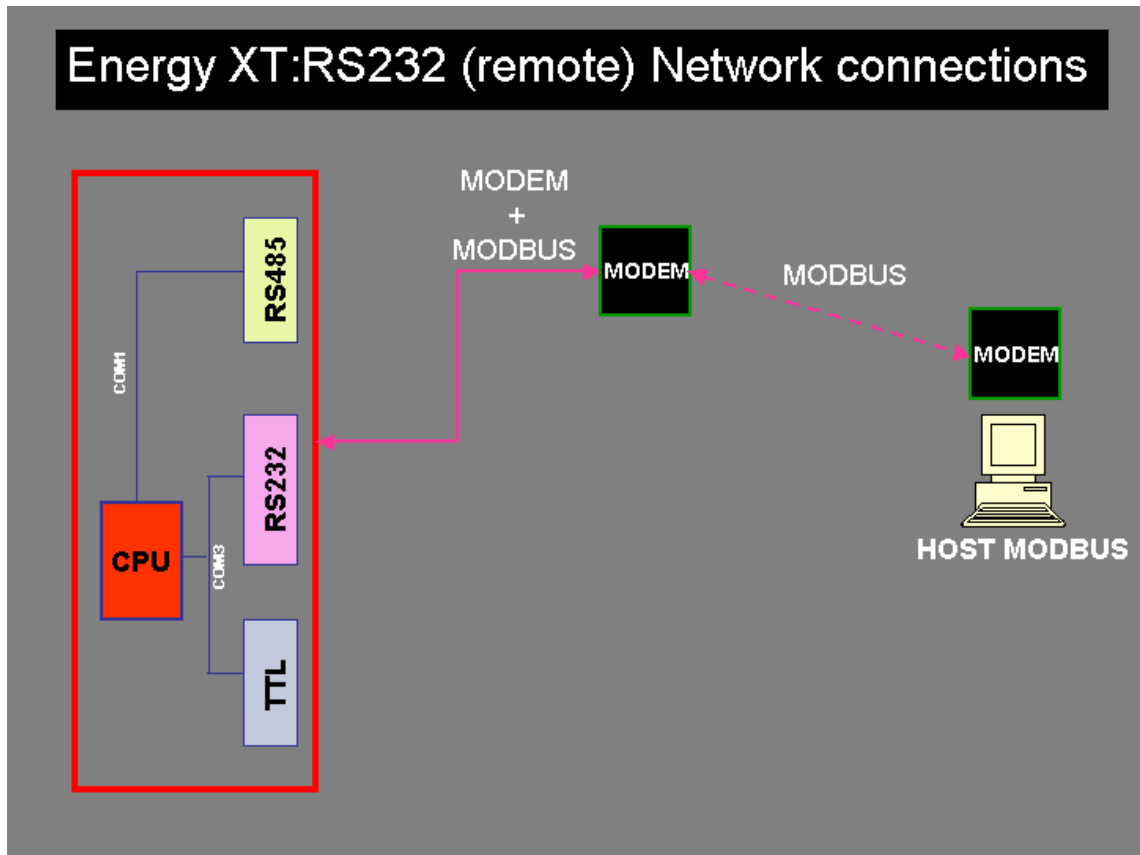 Energy XT:RS232 (remote) Network connections
MODEM
+
MODBUS
MODEM
MODBUS
MODEM
HOST MODBUS
RS485
COM1
RS232
CPU
COM3
TTL